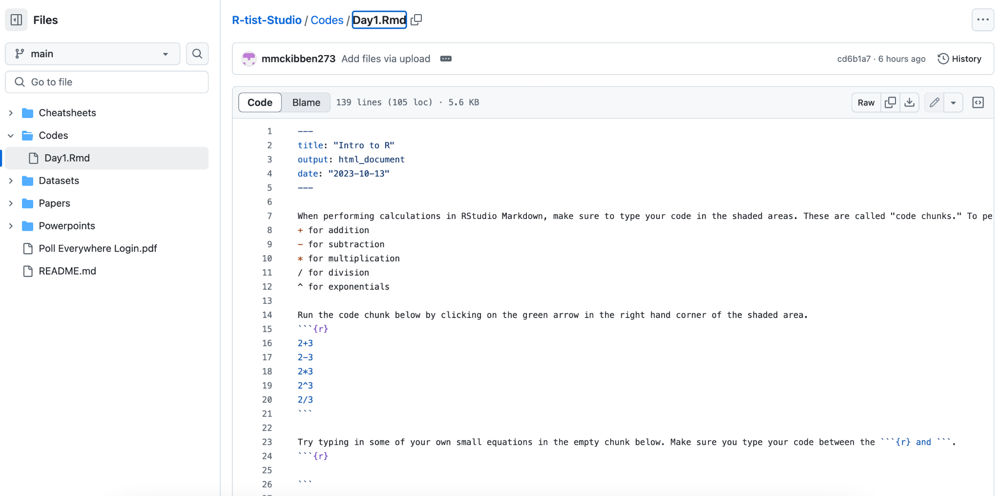 Files
main
Go to file
Cheatsheets
Codes
Day1.Rmd
Datasets
Papers
Powerpoints
Poll Everywhere Login.pdf
README.md
R-tist-Studio / Codes / Day1.Rmd
mmckibben273 Add files via upload
cd6b1a7 · 6 hours ago History
Code Blame 139 lines (105 loc) · 5.6 KB Raw
1 ---
2 title: "Intro to R"
3 output: html_document
4 date: "2023-10-13"
5 ---
6
7 When performing calculations in RStudio Markdown, make sure to type your code in the shaded areas. These are called "code chunks." To pe
8 + for addition
9 - for subtraction
10 * for multiplication
11 / for division
12 ^ for exponentials
13
14 Run the code chunk below by clicking on the green arrow in the right hand corner of the shaded area.
15 ```{r}
16 2+3
17 2-3
18 2*3
19 2^3
20 2/3
21 ```
22
23 Try typing in some of your own small equations in the empty chunk below. Make sure you type your code between the ```{r} and ```.
24 ```{r}
25
26 ```